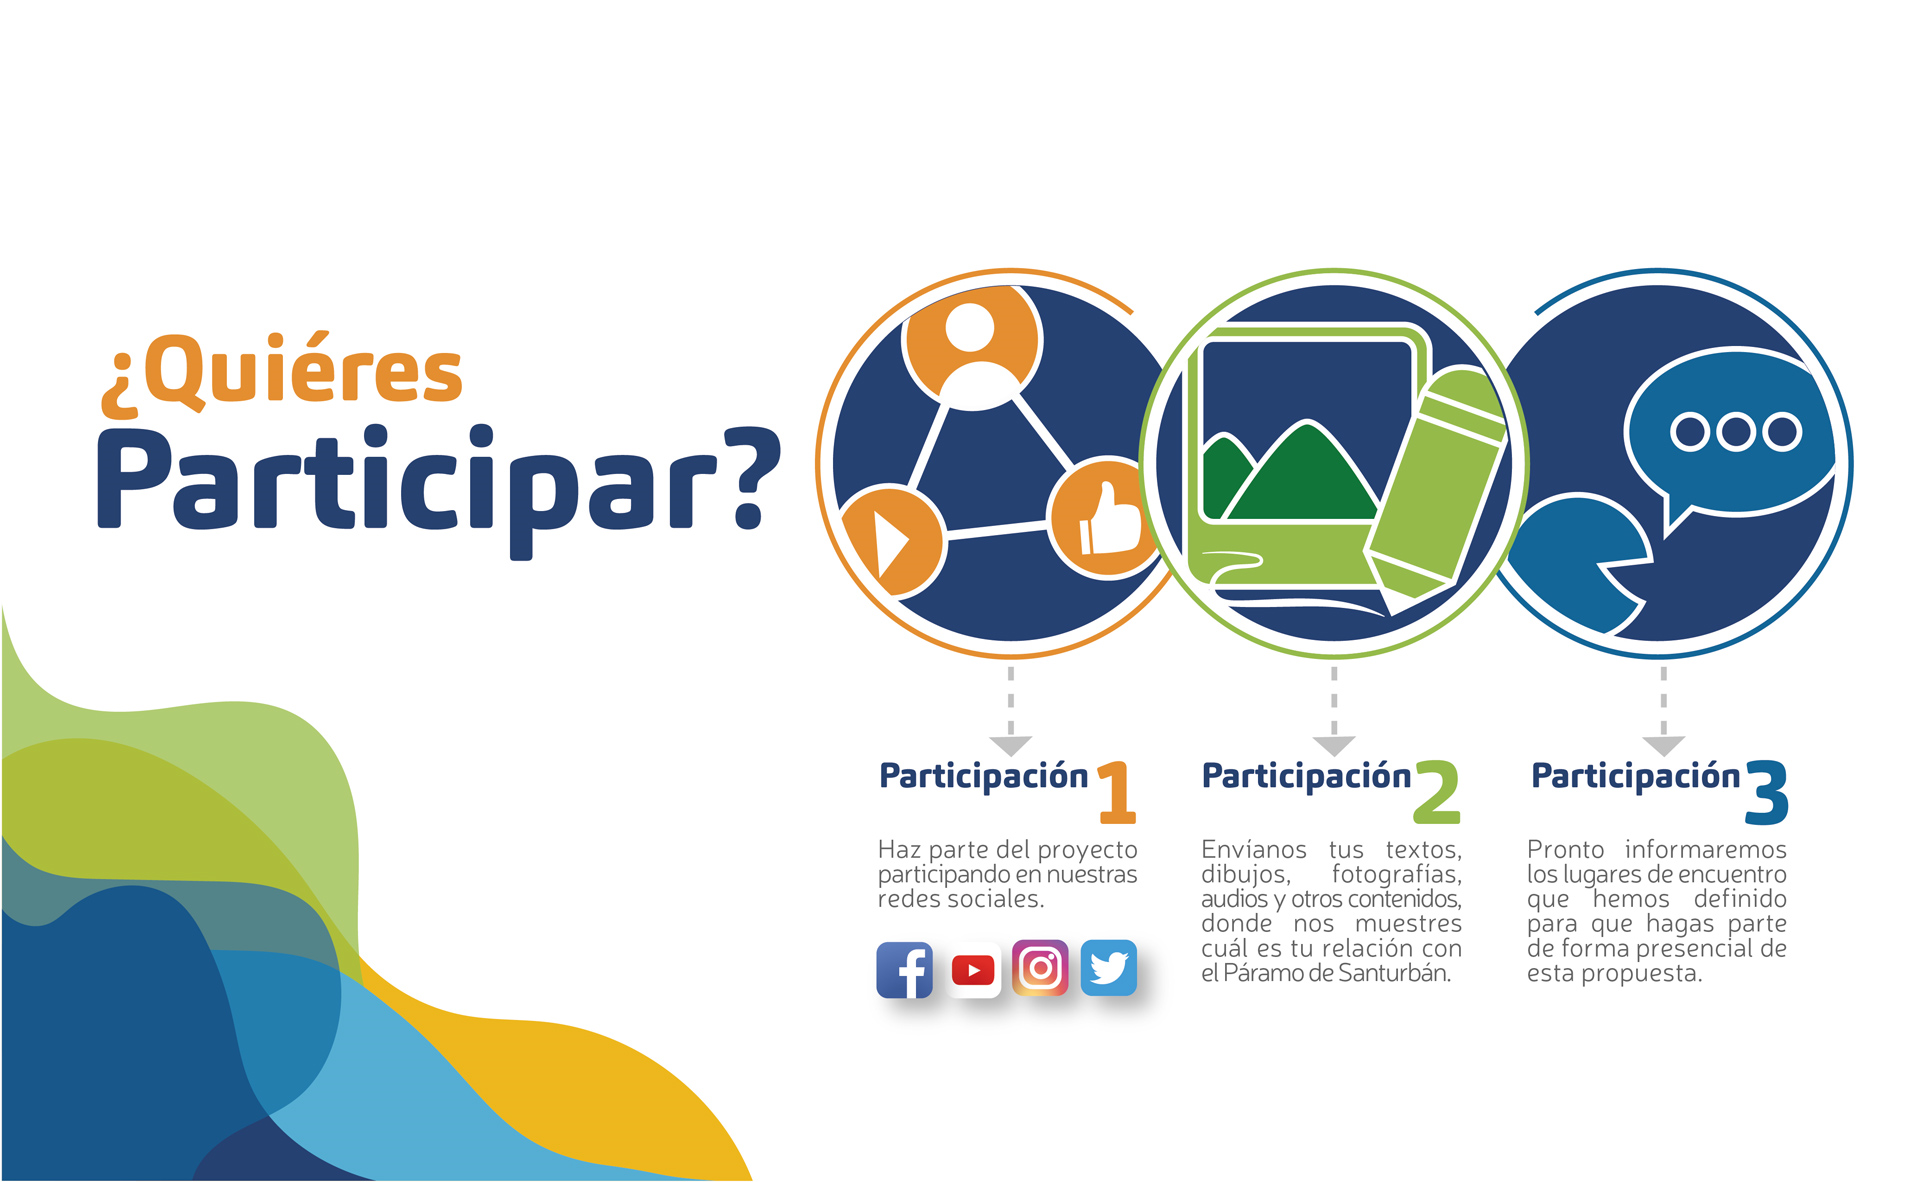 ¿Quiéres
Participar?
Participación 1
Haz parte del proyecto
participando en nuestras
redes sociales.
Participación 2
Envíanos tus textos,
dibujos, fotografías,
audios y otros contenidos,
donde nos muestres
cuál es tu relación con
el Páramo de Santurbán.
Participación 3
Pronto informaremos
los lugares de encuentro
que hemos definido
para que hagas parte
de forma presencial de
esta propuesta.